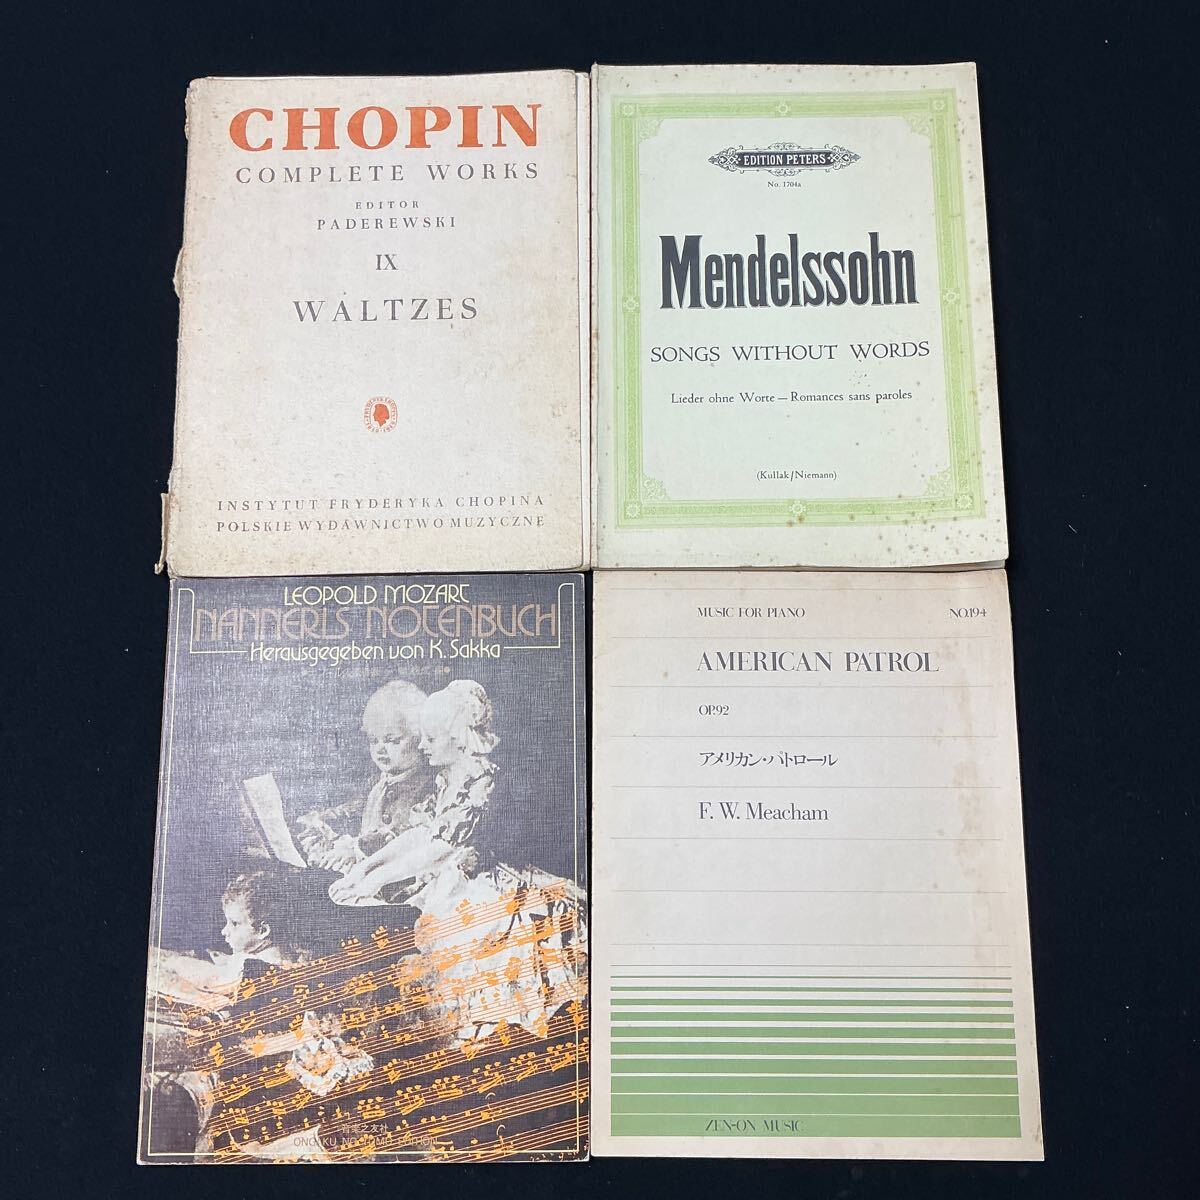 CHOPIN
COMPLETE WORKS
EDITOR
PADEREWSKI
IX
WALTZES
INSTYTUT FRYDERYKA CHOPINA
POLSKIE WYDAWNICTWO MUZYCZNE
EDITION PETERS
No. 1704a
Mendelssohn
SONGS WITHOUT WORDS
Lieder ohne Worte — Romances sans paroles
(Kullak/Niemann)
LEOPOLD MOZART
NANNERLS NOTENBUCH
Herausgegeben von K. Sakka
音楽之友社
ONGAKU NO TOMO EDITION
MUSIC FOR PIANO
NO.194
AMERICAN PATROL
OP.92
アメリカン・パトロール
F. W. Meacham
ZEN-ON MUSIC